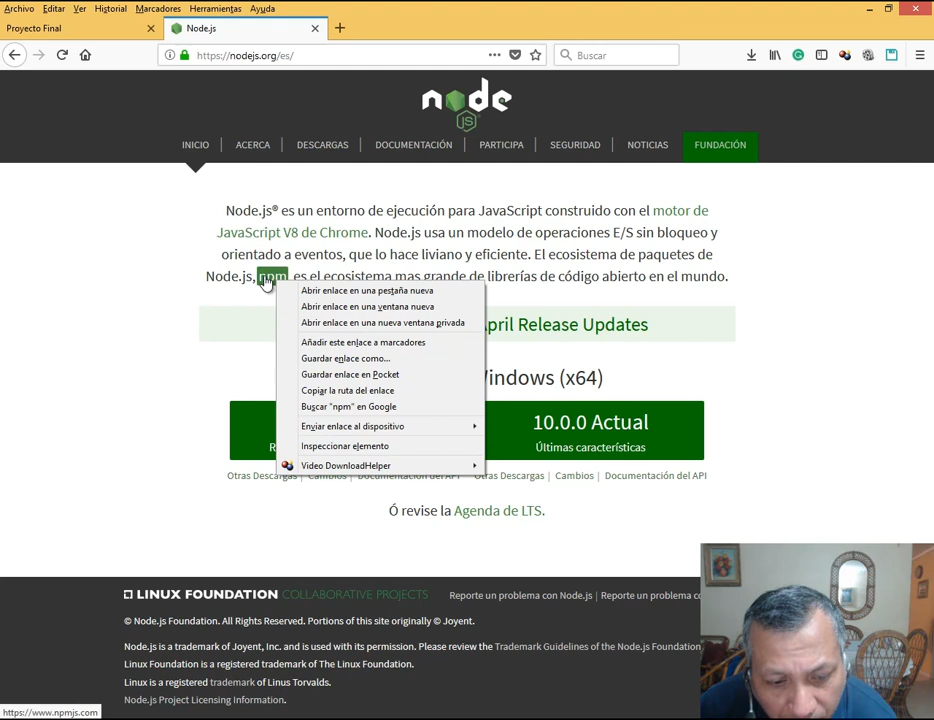 Archivo Editar Ver Historial Marcadores Herramientas Ayuda
Proyecto Final
Node.js
https://nodejs.org/es/
Buscar
node
JS
INICIO
ACERCA
DESCARGAS
DOCUMENTACIÓN
PARTICIPA
SEGURIDAD
NOTICIAS
FUNDACIÓN
Node.js® es un entorno de ejecución para JavaScript construido con el motor de
JavaScript V8 de Chrome. Node.js usa un modelo de operaciones E/S sin bloqueo y
orientado a eventos, que lo hace liviano y eficiente. El ecosistema de paquetes de
Node.js, npm, es el ecosistema mas grande de librerías de código abierto en el mundo.
Abrir enlace en una pestaña nueva
Abrir enlace en una ventana nueva
Abrir enlace en una nueva ventana privada
Añadir este enlace a marcadores
Guardar enlace como...
Guardar enlace en Pocket
Copiar la ruta del enlace
Buscar "npm" en Google
Enviar enlace al dispositivo
Inspeccionar elemento
Video DownloadHelper
April Release Updates
Windows (x64)
10.0.0 Actual
Últimas características
Otras Descargas | Cambios | Documentación del API
Otras Descargas | Cambios | Documentación del API
Ó revise la Agenda de LTS.
LINUX FOUNDATION COLLABORATIVE PROJECTS
Reporte un problema con Node.js | Reporte un problema co
© Node.js Foundation. All Rights Reserved. Portions of this site originally © Joyent.
Node.js is a trademark of Joyent, Inc. and is used with its permission. Please review the Trademark Guidelines of the Node.js Foundation
Linux Foundation is a registered trademark of The Linux Foundation.
Linux is a registered trademark of Linus Torvalds.
Node.js Project Licensing Information.
https://www.npmjs.com